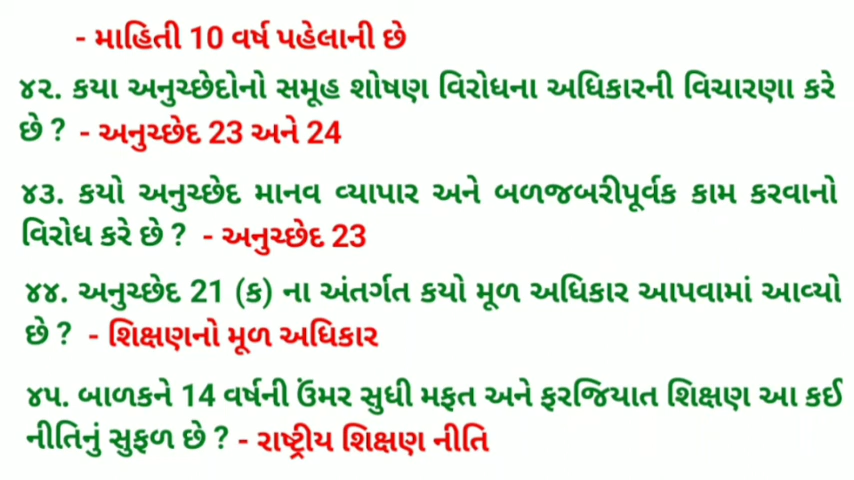 - માહિતી 10 વર્ષ પહેલાની છે
૪૨. કયા અનુચ્છેદોનો સમૂહ શોષણ વિરોધના અધિકારની વિચારણા કરે
છે ? - અનુચ્છેદ 23 અને 24
૪૩. કયો અનુચ્છેદ માનવ વ્યાપાર અને બળજબરીપૂર્વક કામ કરવાનો
વિરોધ કરે છે ? - અનુચ્છેદ 23
૪૪. અનુચ્છેદ 21 (ક) ના અંતર્ગત કયો મૂળ અધિકાર આપવામાં આવ્યો
છે ? - શિક્ષણનો મૂળ અધિકાર
૪૫. બાળકને 14 વર્ષની ઉંમર સુધી મફત અને ફરજિયાત શિક્ષણ આ કઈ
નીતિનું સુફળ છે ? - રાષ્ટ્રીય શિક્ષણ નીતિ